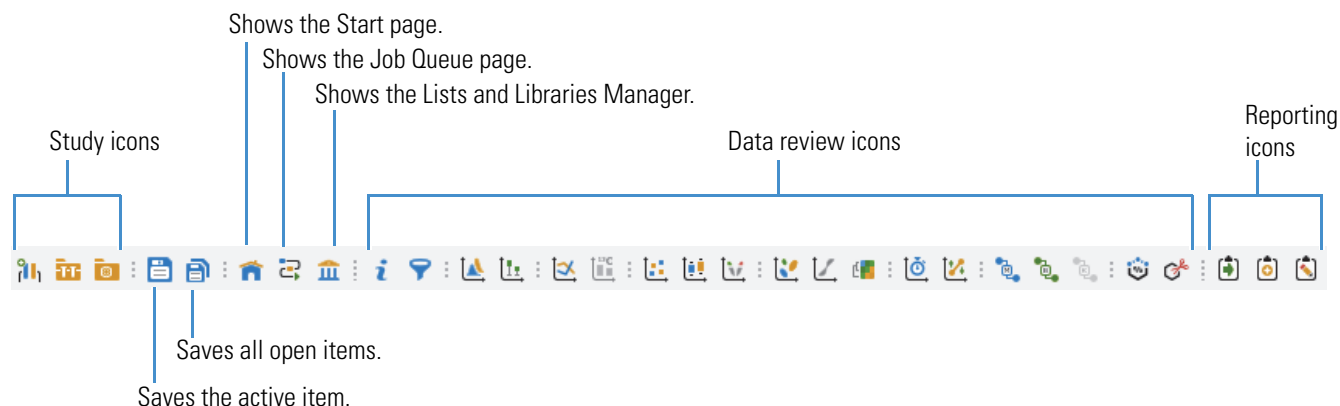 Shows the Start page.
Shows the Job Queue page.
Shows the Lists and Libraries Manager.
Study icons
Data review icons
Reporting
icons
Saves all open items.
Saves the active item.